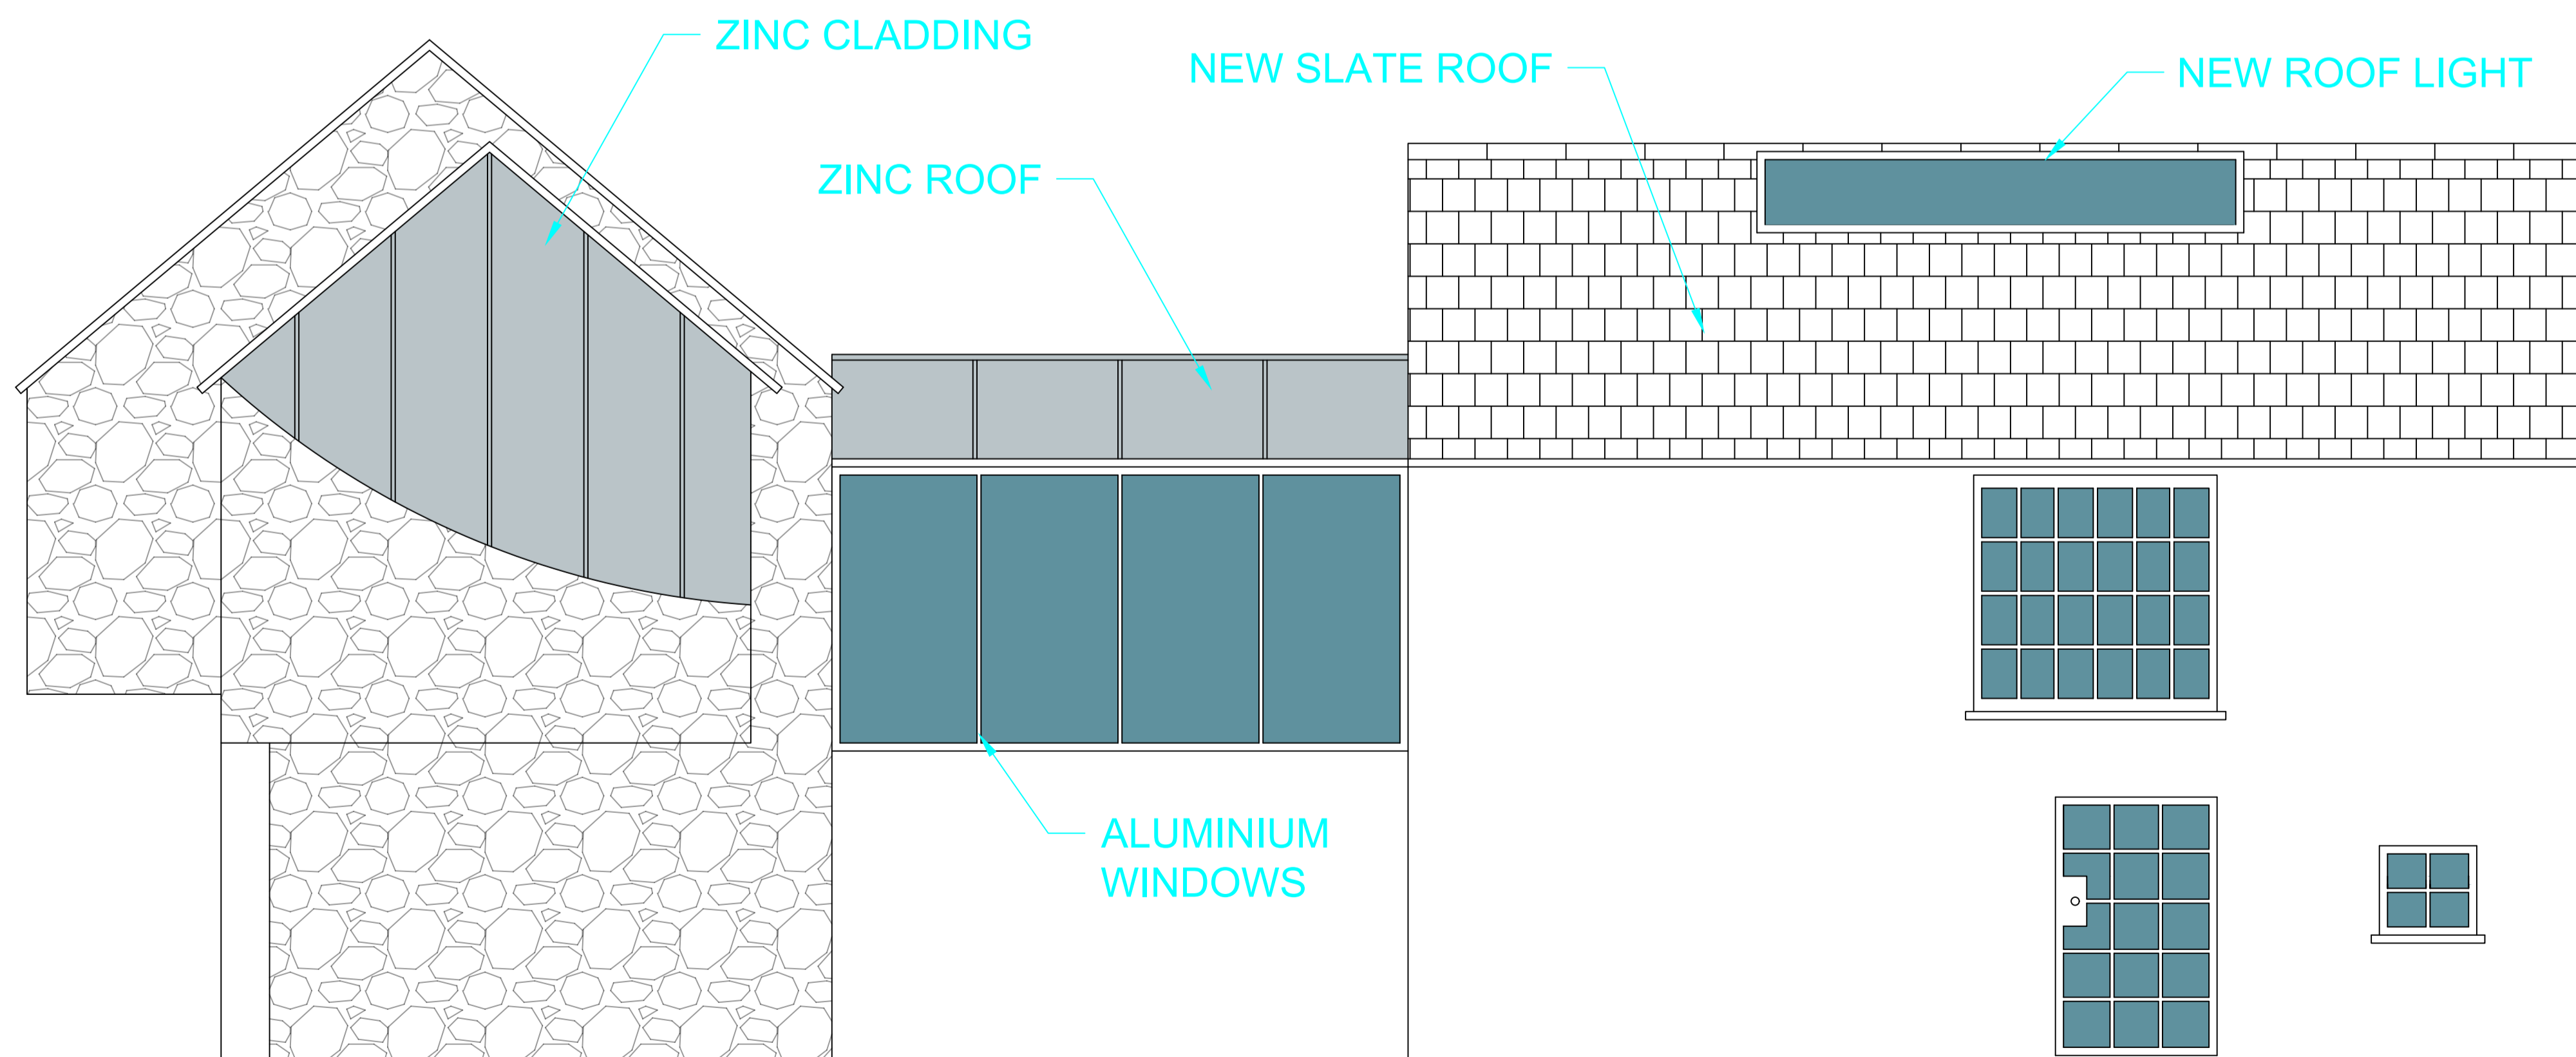 ZINC CLADDING
NEW SLATE ROOF
NEW ROOF LIGHT
ZINC ROOF
ALUMINIUM
WINDOWS